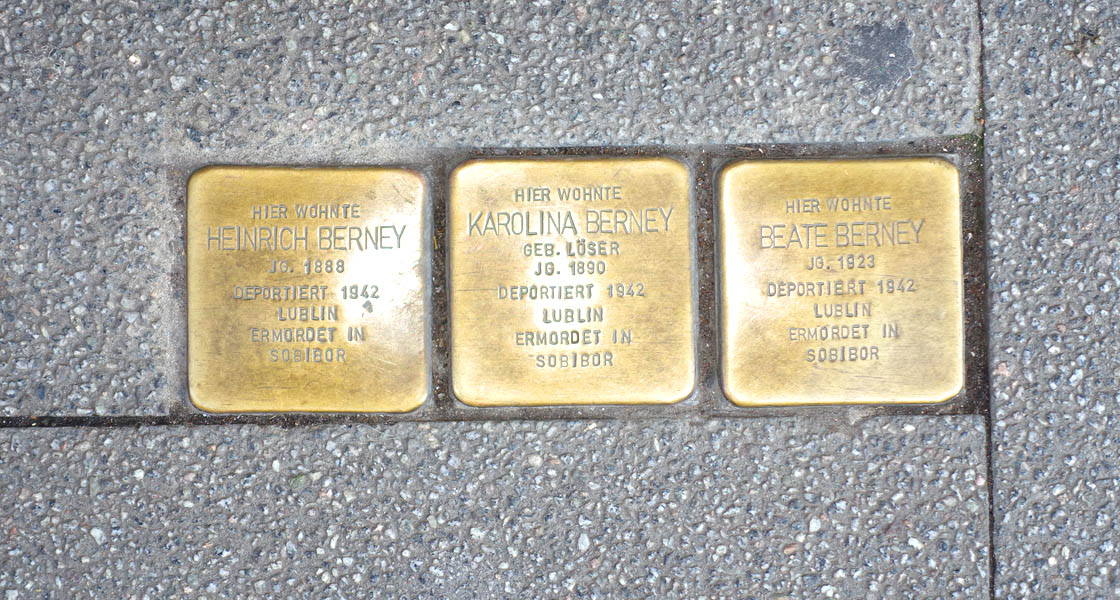 HIER WOHNTE
HEINRICH BERNEY
JG. 1888
DEPORTIERT 1942
LUBLIN
ERMORDET IN
SOBIBOR
HIER WOHNTE
KAROLINA BERNEY
GEB. LÖSER
JG. 1890
DEPORTIERT 1942
LUBLIN
ERMORDET IN
SOBIBOR
HIER WOHNTE
BEATE BERNEY
JG. 1923
DEPORTIERT 1942
LUBLIN
ERMORDET IN
SOBIBOR